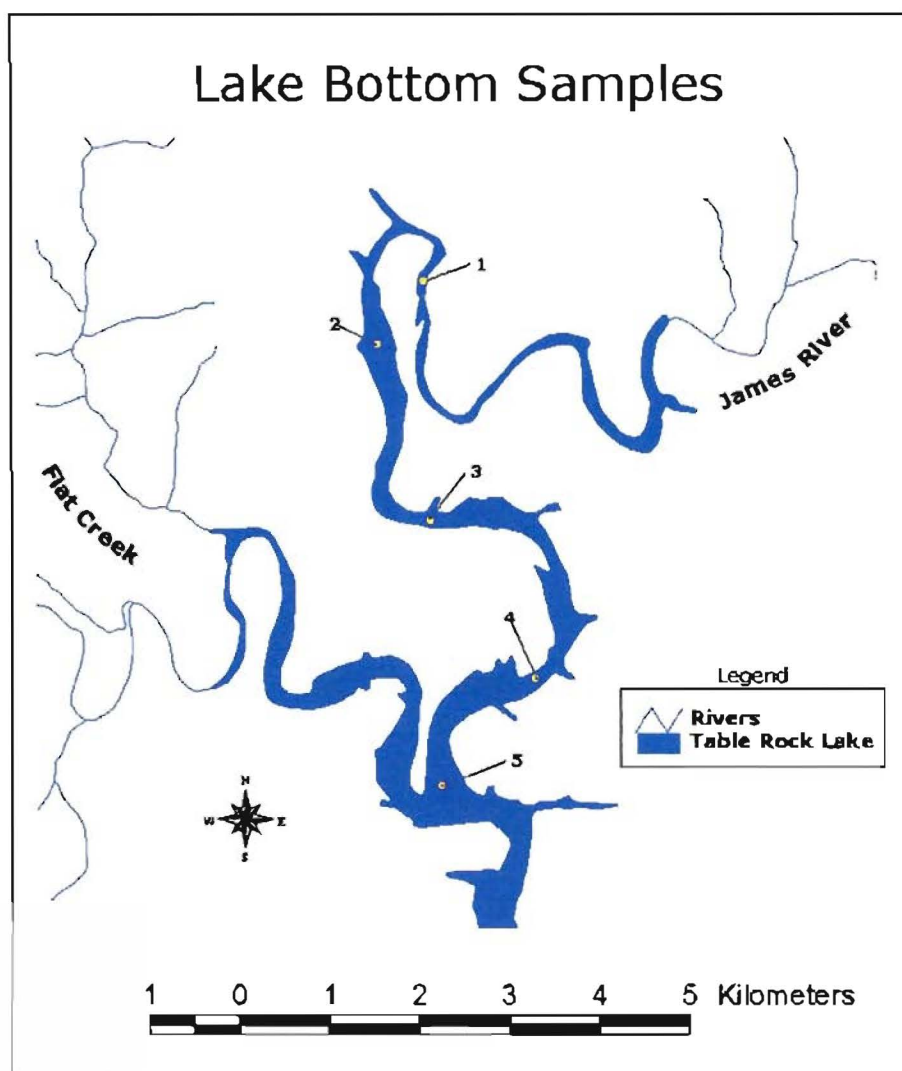 Lake Bottom Samples
1
2
James River
3
Flat Creek
4
Legend
Rivers
Table Rock Lake
5
N
W E
S
1 0 1 2 3 4 5 Kilometers